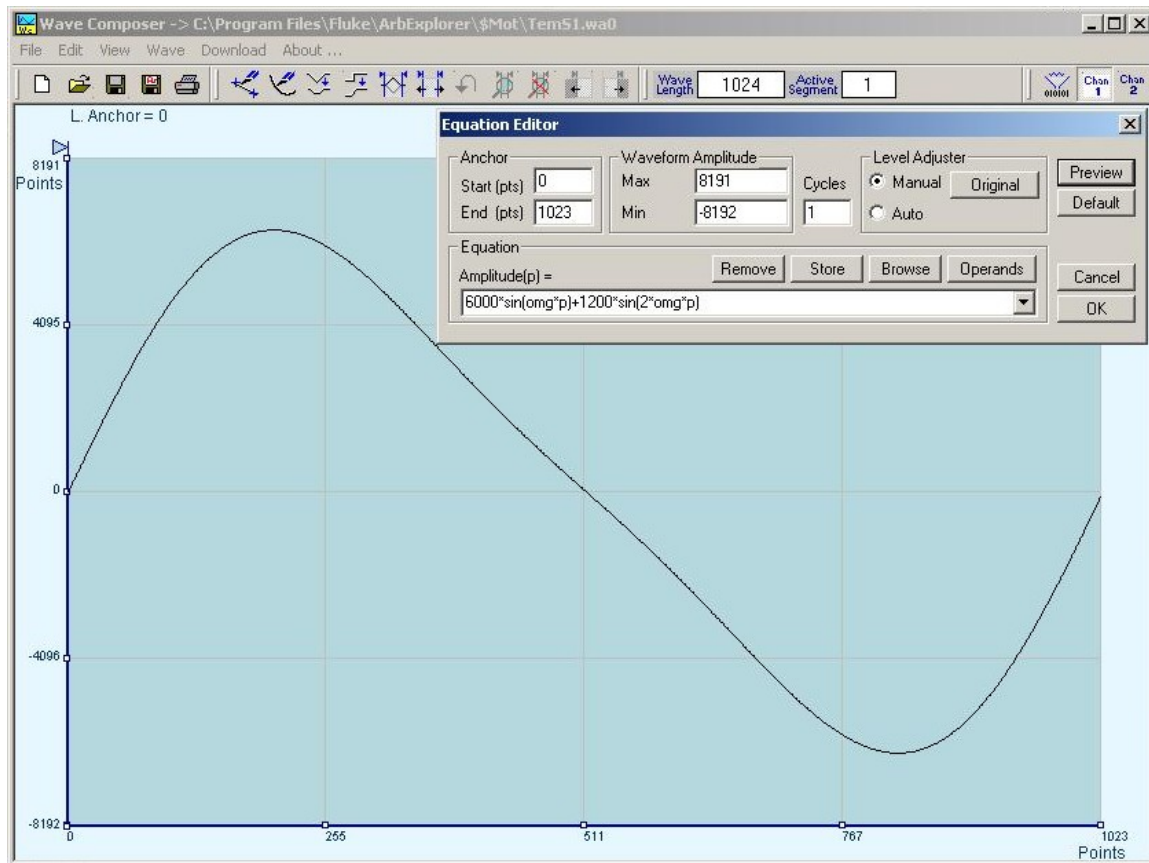 Wave Composer -> C:\Program Files\Fluke\ArbExplorer\$Mot\TemS1.wa0
File Edit View Wave Download About ...
Wave Length 1024 Active Segment 1 Chan 1 Chan 2
L. Anchor = 0
Equation Editor
Anchor
Start (pts) 0
End (pts) 1023
Waveform Amplitude
Max 8191
Min -8192
Cycles
1
Level Adjuster
Manual Original
Auto
Preview
Default
Equation
Amplitude(p) = Remove Store Browse Operands
6000*sin(omg*p)+1200*sin(2*omg*p)
Cancel
OK
8191
Points
4095
0
-4096
-8192
0 255 511 767 1023
Points